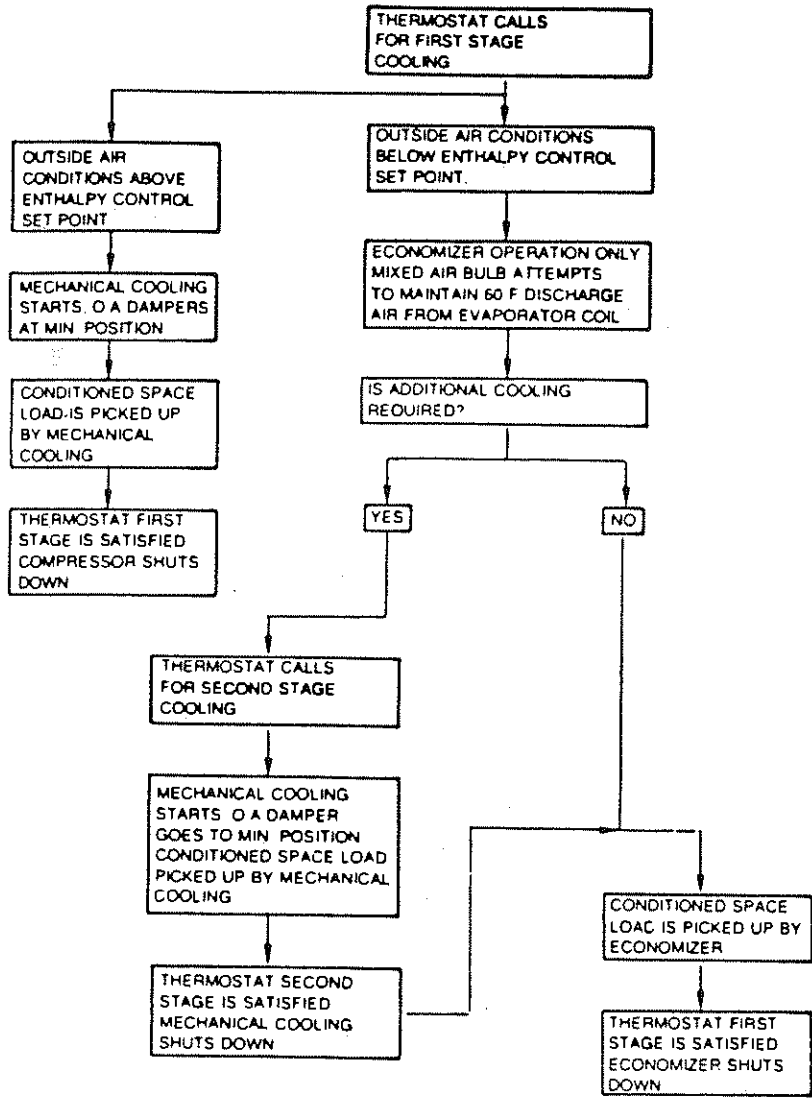 THERMOSTAT CALLS
FOR FIRST STAGE
COOLING
OUTSIDE AIR
CONDITIONS ABOVE
ENTHALPY CONTROL
SET POINT
OUTSIDE AIR CONDITIONS
BELOW ENTHALPY CONTROL
SET POINT.
MECHANICAL COOLING
STARTS, O A DAMPERS
AT MIN POSITION
ECONOMIZER OPERATION ONLY
MIXED AIR BULB ATTEMPTS
TO MAINTAIN 60 F DISCHARGE
AIR FROM EVAPORATOR COIL
CONDITIONED SPACE
LOAD IS PICKED UP
BY MECHANICAL
COOLING
IS ADDITIONAL COOLING
REQUIRED?
THERMOSTAT FIRST
STAGE IS SATISFIED
COMPRESSOR SHUTS
DOWN
YES
NO
THERMOSTAT CALLS
FOR SECOND STAGE
COOLING
MECHANICAL COOLING
STARTS O A DAMPER
GOES TO MIN POSITION
CONDITIONED SPACE LOAD
PICKED UP BY MECHANICAL
COOLING
CONDITIONED SPACE
LOAD IS PICKED UP BY
ECONOMIZER
THERMOSTAT SECOND
STAGE IS SATISFIED
MECHANICAL COOLING
SHUTS DOWN
THERMOSTAT FIRST
STAGE IS SATISFIED
ECONOMIZER SHUTS
DOWN